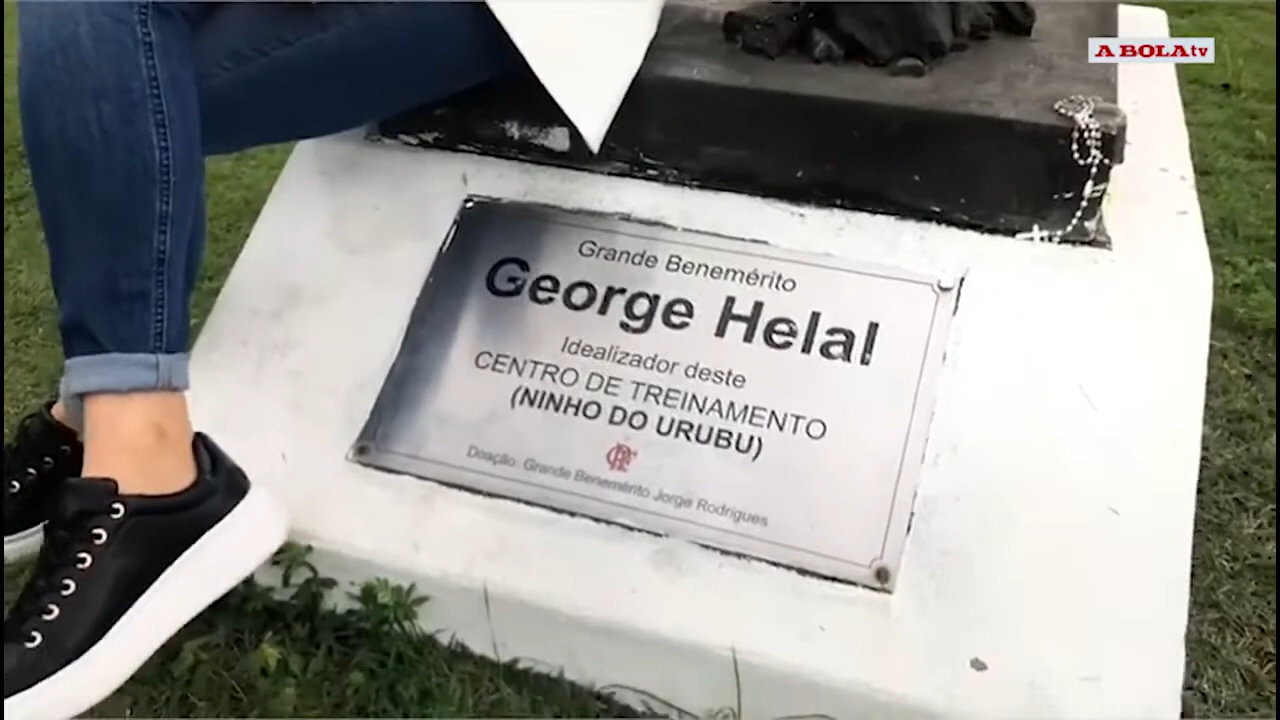 A BOLA tv
Grande Benemérito
George Helal
Idealizador deste
CENTRO DE TREINAMENTO
(NINHO DO URUBU)
CRF
Doação: Grande Benemérito Jorge Rodrigues